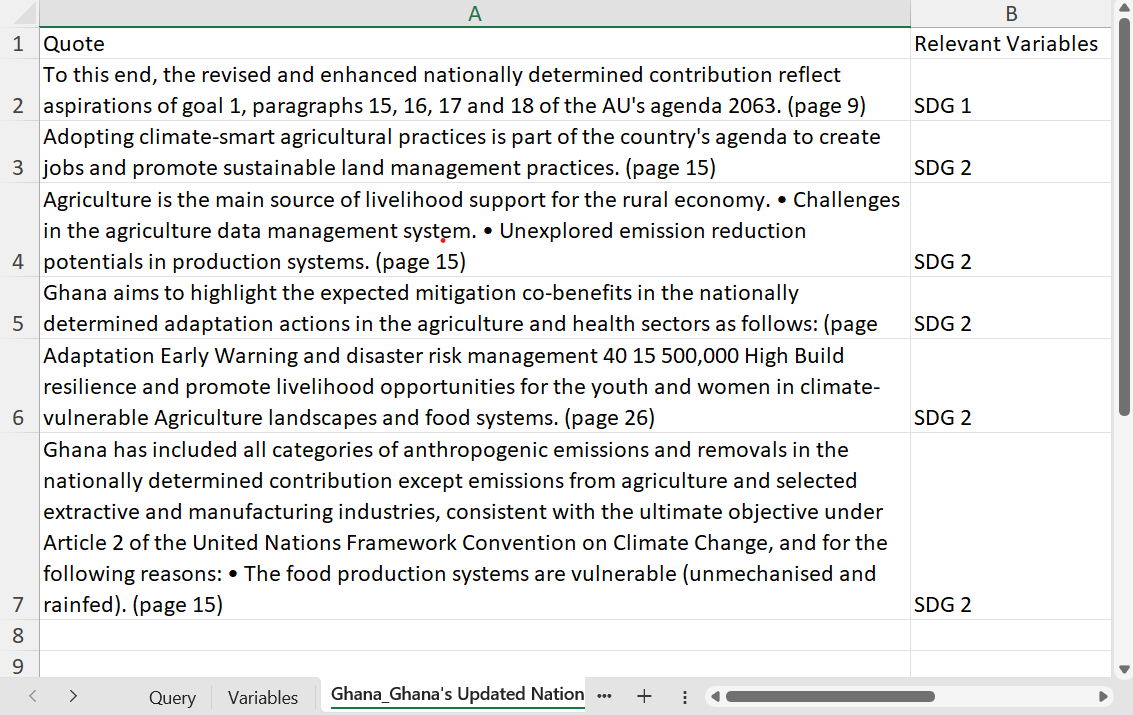 A B
1 Quote Relevant Variables
To this end, the revised and enhanced nationally determined contribution reflect
2 aspirations of goal 1, paragraphs 15, 16, 17 and 18 of the AU's agenda 2063. (page 9) SDG 1
Adopting climate-smart agricultural practices is part of the country's agenda to create
3 jobs and promote sustainable land management practices. (page 15) SDG 2
Agriculture is the main source of livelihood support for the rural economy. • Challenges
in the agriculture data management system. • Unexplored emission reduction
4 potentials in production systems. (page 15) SDG 2
Ghana aims to highlight the expected mitigation co-benefits in the nationally
5 determined adaptation actions in the agriculture and health sectors as follows: (page SDG 2
Adaptation Early Warning and disaster risk management 40 15 500,000 High Build
resilience and promote livelihood opportunities for the youth and women in climate-
6 vulnerable Agriculture landscapes and food systems. (page 26) SDG 2
Ghana has included all categories of anthropogenic emissions and removals in the
nationally determined contribution except emissions from agriculture and selected
extractive and manufacturing industries, consistent with the ultimate objective under
Article 2 of the United Nations Framework Convention on Climate Change, and for the
following reasons: • The food production systems are vulnerable (unmechanised and
7 rainfed). (page 15) SDG 2
8
9
Query Variables Ghana_Ghana's Updated Nation